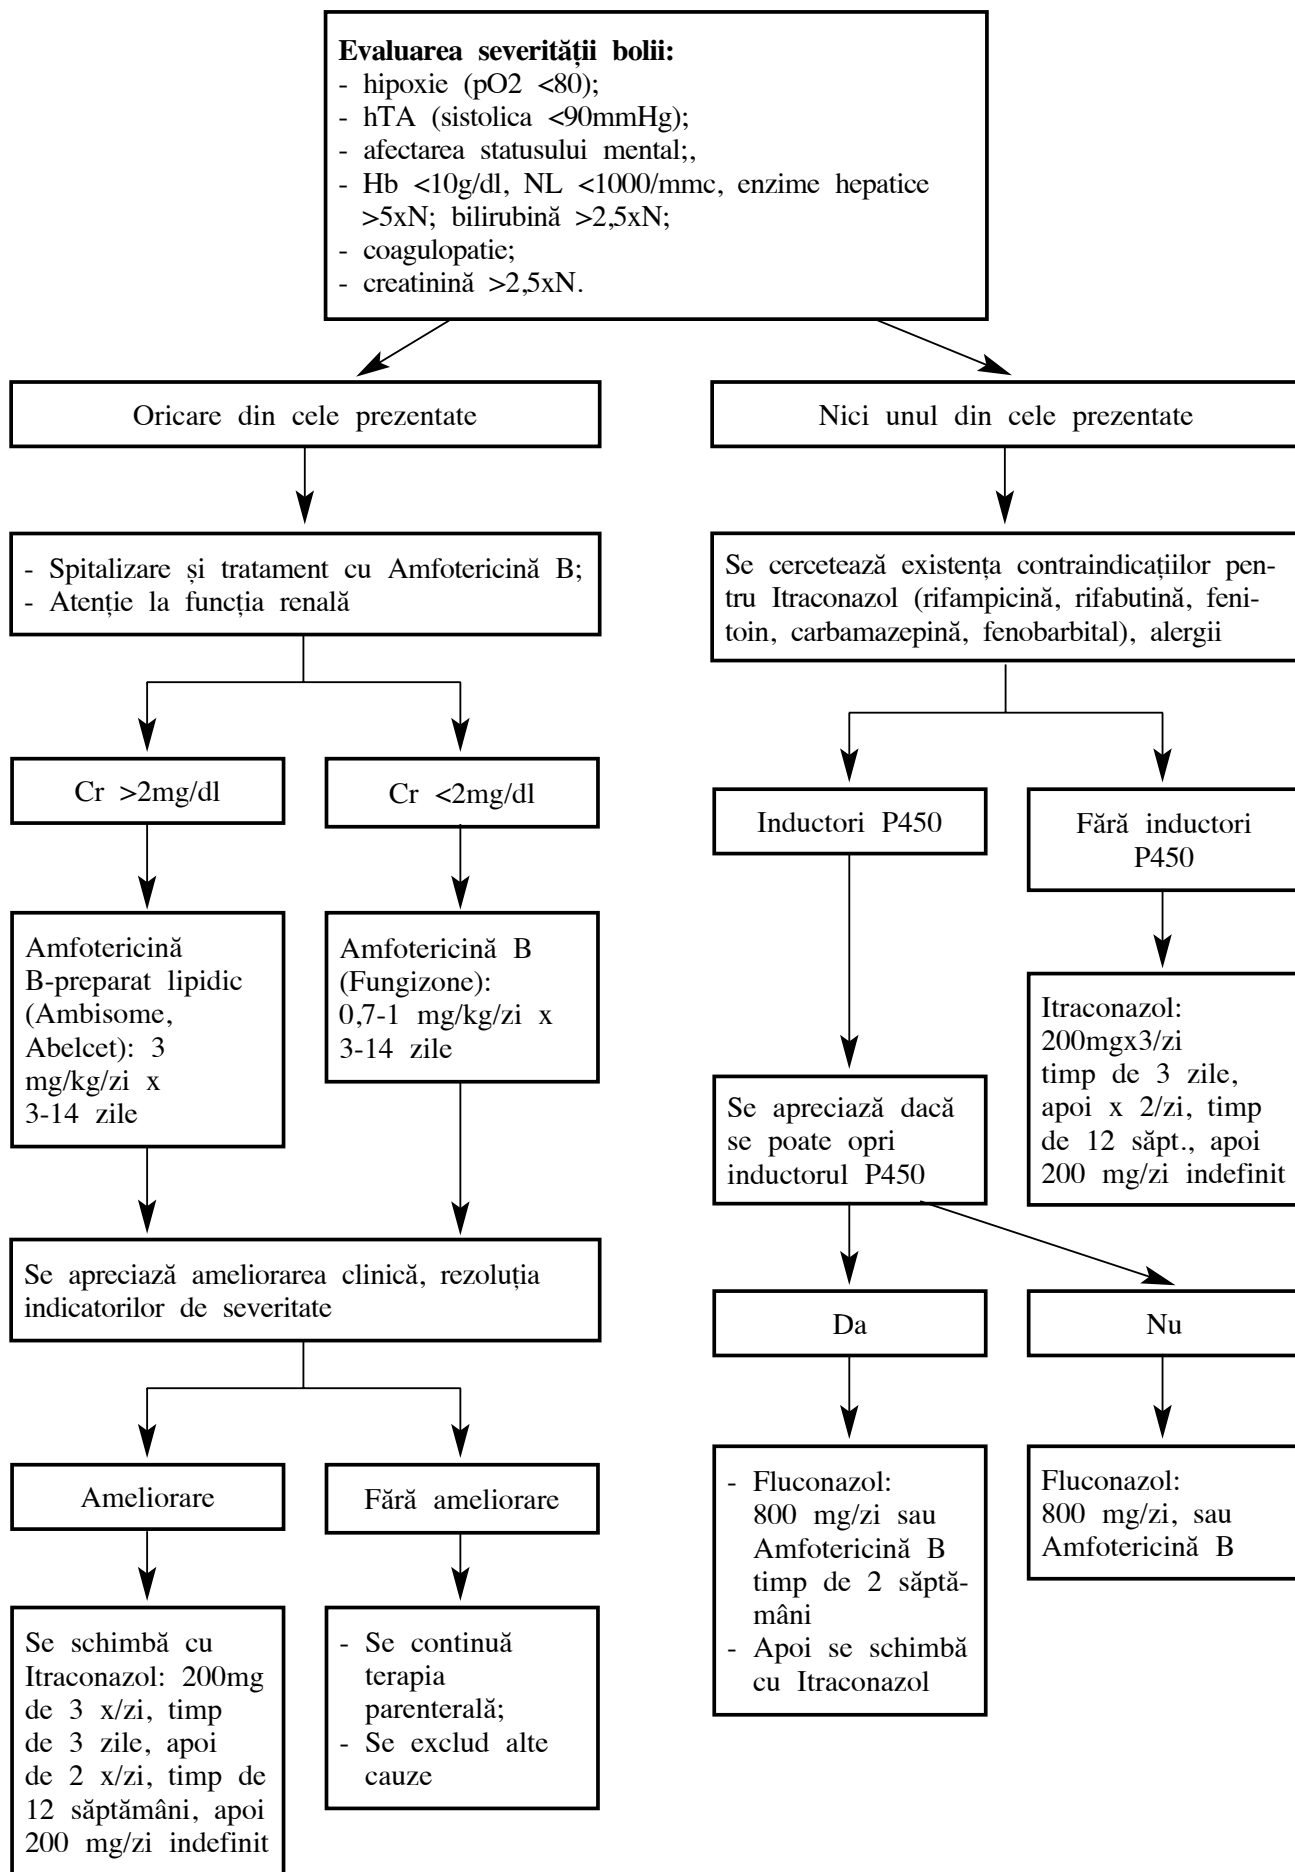 Evaluarea severității bolii:
- hipoxie (pO2 <80);
- hTA (sistolica <90mmHg);
- afectarea statusului mental;,
- Hb <10g/dl, NL <1000/mmc, enzime hepatice
>5xN; bilirubină >2,5xN;
- coagulopatie;
- creatinină >2,5xN.
Oricare din cele prezentate
Nici unul din cele prezentate
- Spitalizare și tratament cu Amfotericină B;
- Atenție la funcția renală
Se cercetează existența contraindicațiilor pen-
tru Itraconazol (rifampicină, rifabutină, feni-
toin, carbamazepină, fenobarbital), alergii
Cr >2mg/dl
Cr <2mg/dl
Inductori P450
Fără inductori
P450
Amfotericină
B-preparat lipidic
(Ambisome,
Abelcet): 3
mg/kg/zi x
3-14 zile
Amfotericină B
(Fungizone):
0,7-1 mg/kg/zi x
3-14 zile
Se apreciază dacă
se poate opri
inductorul P450
Itraconazol:
200mgx3/zi
timp de 3 zile,
apoi x 2/zi, timp
de 12 săpt., apoi
200 mg/zi indefinit
Se apreciază ameliorarea clinică, rezoluția
indicatorilor de severitate
Da
Nu
Ameliorare
Fără ameliorare
- Fluconazol:
800 mg/zi sau
Amfotericină B
timp de 2 săptă-
mâni
- Apoi se schimbă
cu Itraconazol
Fluconazol:
800 mg/zi, sau
Amfotericină B
Se schimbă cu
Itraconazol: 200mg
de 3 x/zi, timp
de 3 zile, apoi
de 2 x/zi, timp de
12 săptămâni, apoi
200 mg/zi indefinit
- Se continuă
terapia
parenterală;
- Se exclud alte
cauze